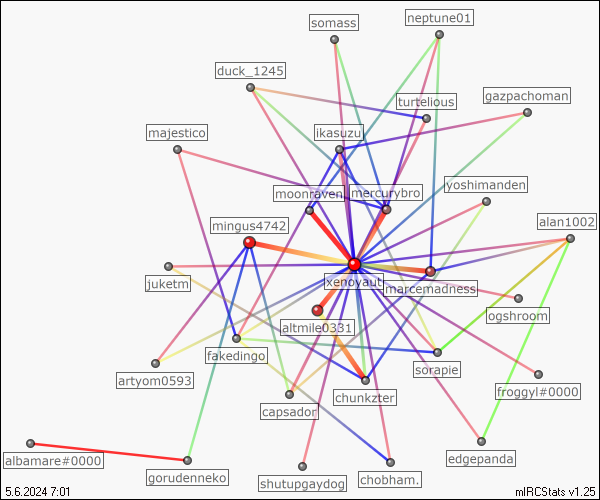 somass
neptune01
duck_1245
turtelious
gazpachoman
majestico
ikasuzu
moonraven
mercurybro
yoshimanden
mingus4742
alan1002
juketm
xenoyaut
marcemadness
ogshroom
altmile0331
fakedingo
artyom0593
capsador
chunkzter
sorapie
froggyl#0000
albamare#0000
gorudenneko
shutupgaydog
chobham.
edgepanda
5.6.2024 7:01
mIRCStats v1.25